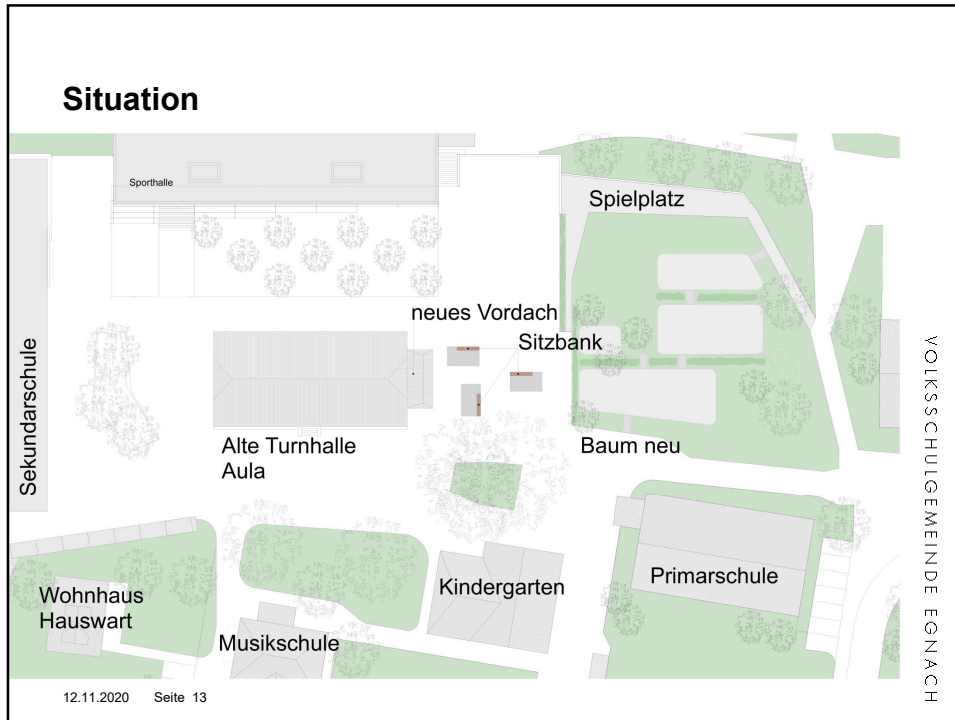 Situation
Sporthalle
Spielplatz
neues Vordach
Sitzbank
Sekundarschule
Alte Turnhalle
Aula
Baum neu
Wohnhaus
Hauswart
Musikschule
Kindergarten
Primarschule
VOLKSSCHULGEMEINDE EGNACH
12.11.2020 Seite 13